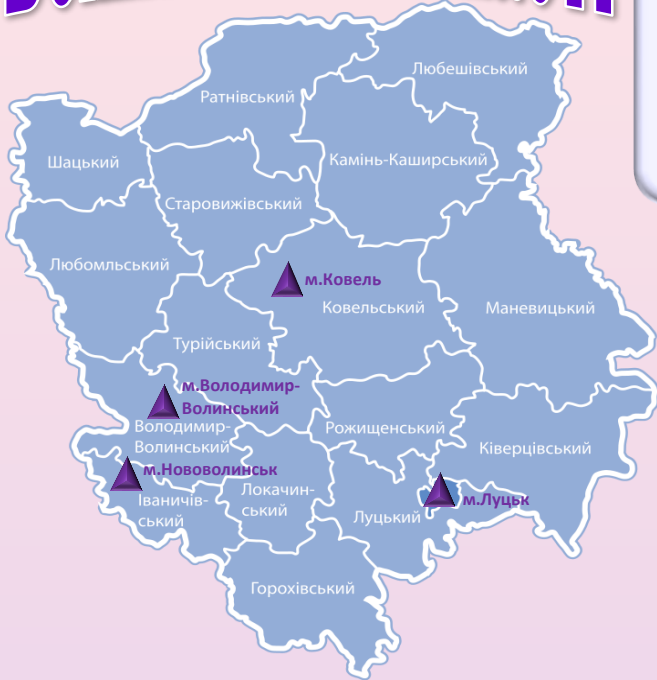 Любешівський
Ратнівський
Камінь-Каширський
Шацький
Старовижівський
Любомльський
м.Ковель
Ковельський
Маневицький
Турійський
м.Володимир-
Волинський
Володимир-
Волинський
Рожищенський
Ківерцівський
м.Нововолинськ
Іваничів-
ський
Локачин-
ський
Луцький
м.Луцьк
Горохівський